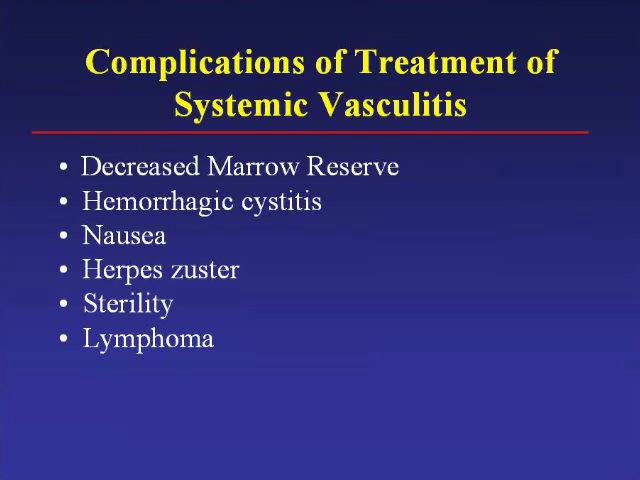 Complications of Treatment of
Systemic Vasculitis
• Decreased Marrow Reserve
• Hemorrhagic cystitis
• Nausea
• Herpes zuster
• Sterility
• Lymphoma